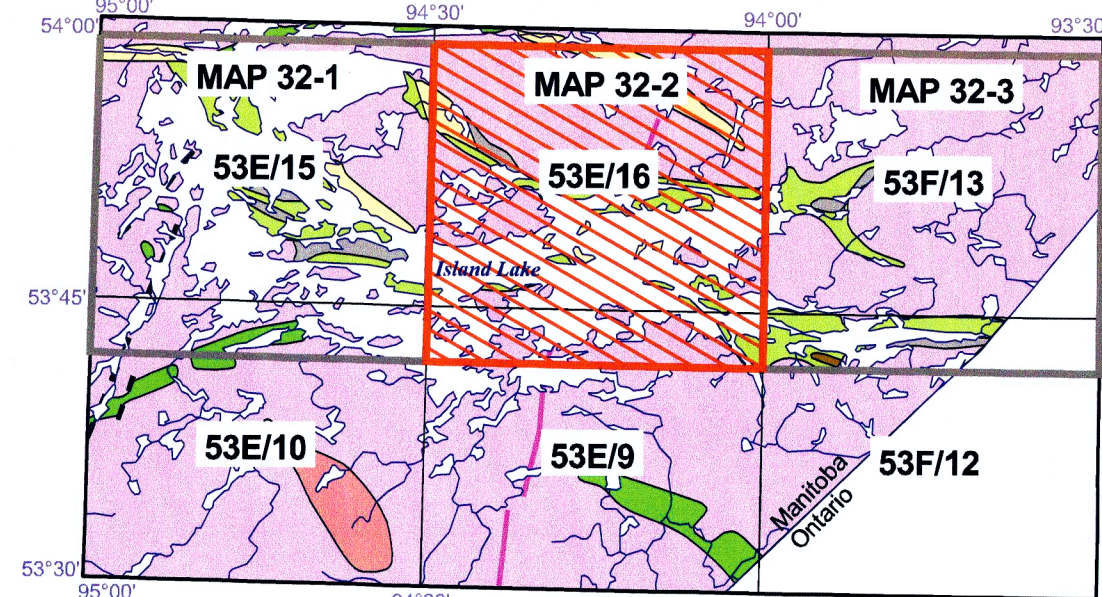 95°00'
94°30'
94°00'
93°30
54°00'
MAP 32-1
MAP 32-2
MAP 32-3
53E/15
53E/16
53F/13
Island Lake
53°45'
53E/10
53E/9
53F/12
Manitoba
Ontario
53°30'
95°00'